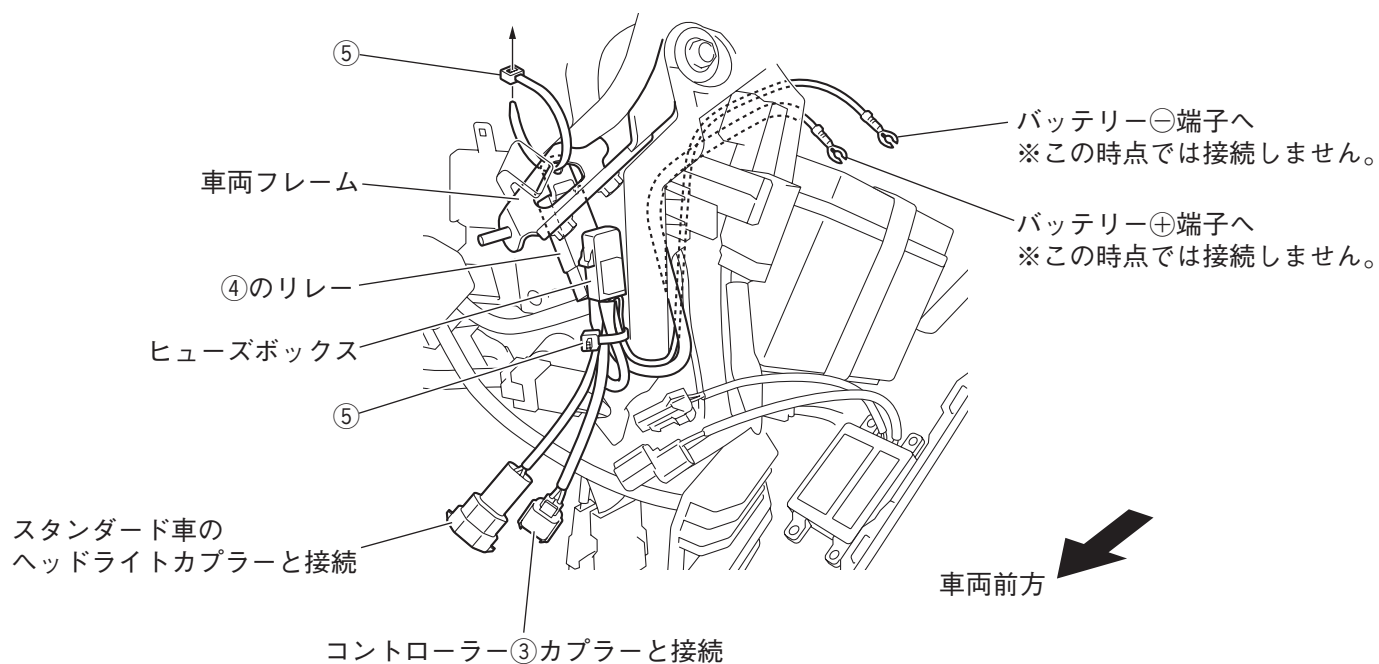 ⑤
バッテリー⊖端子へ
※この時点では接続しません。
車両フレーム
バッテリー⊕端子へ
※この時点では接続しません。
④のリレー
ヒューズボックス
⑤
スタンダード車の
ヘッドライトカプラーと接続
車両前方
コントローラー③カプラーと接続